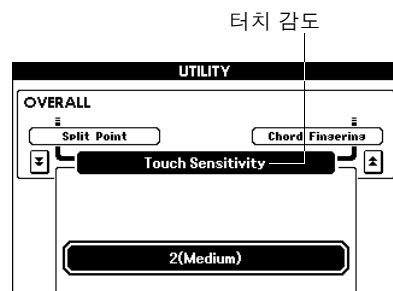 터치 감도
UTILITY
OVERALL
Split Point
Chord Fingering
Touch Sensitivity
2(Medium)